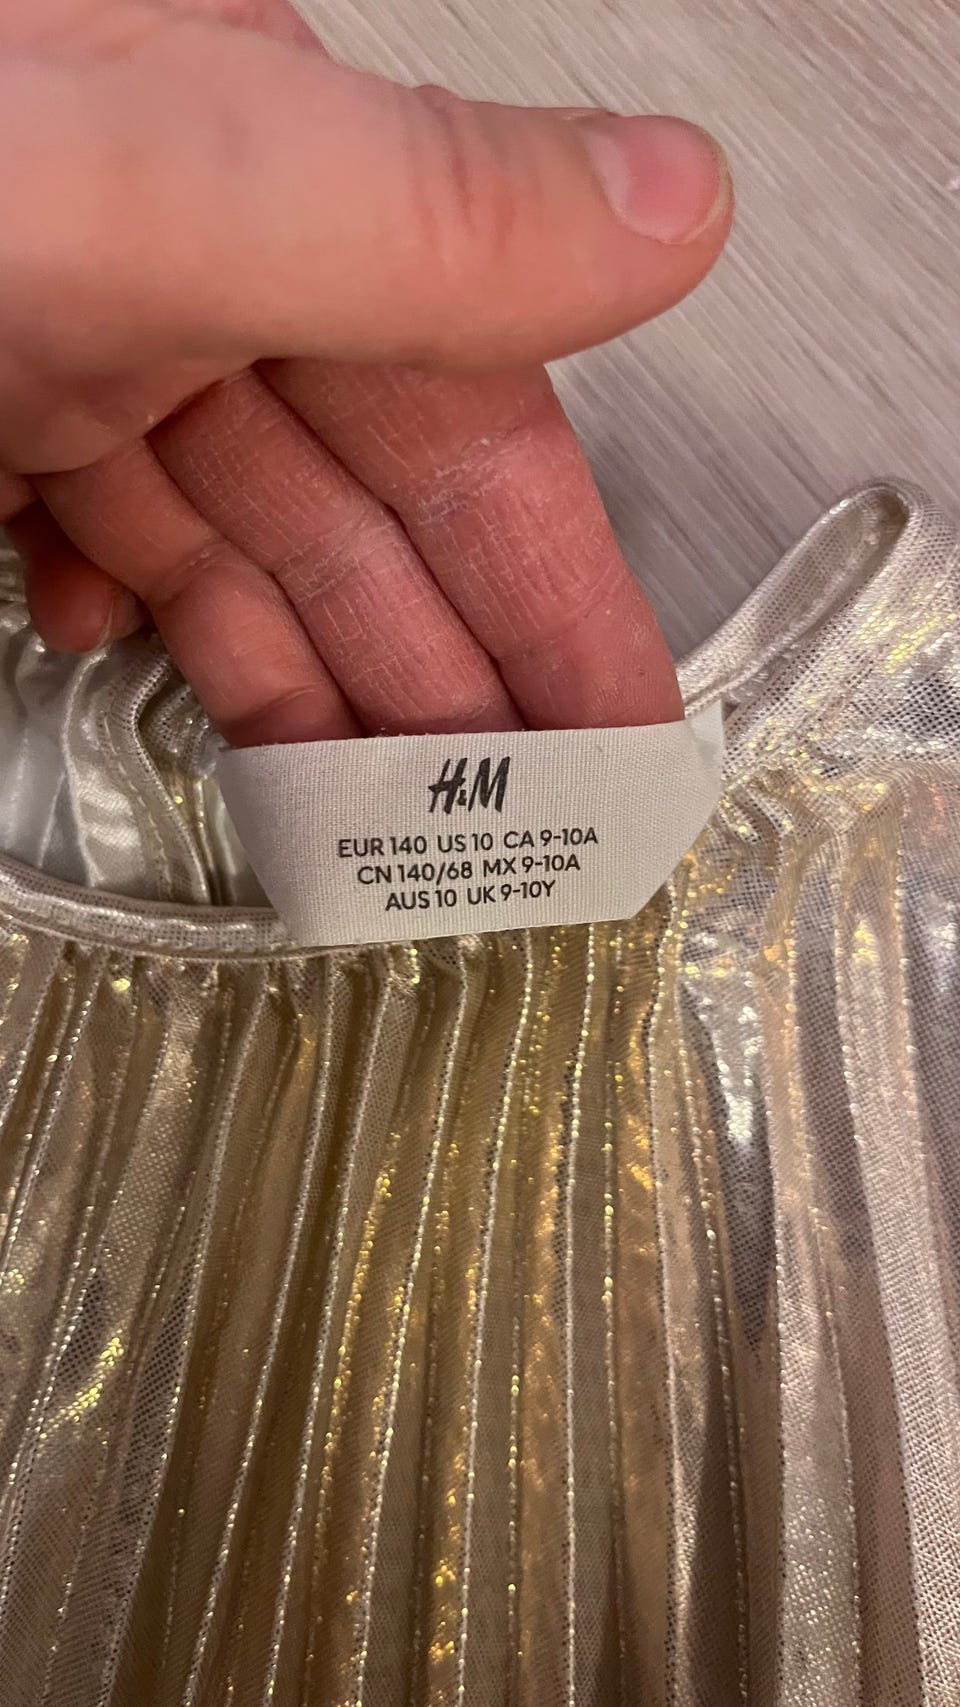 H&M
EUR 140 US 10 CA 9-10A
CN 140/68 MX 9-10A
AUS 10 UK 9-10Y